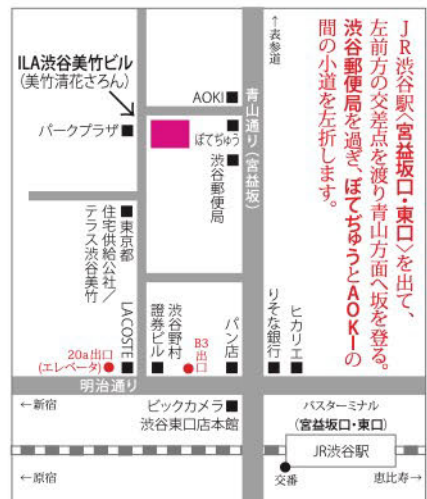 JR渋谷駅〈宮益坂口・東口〉を出て、
左前方の交差点を渡り青山方面へ坂を登る。
渋谷郵便局を過ぎ、ぼてぢゅうとAOKIの
間の小道を左折します。
↑表参道
青山通り(宮益坂)
ILA渋谷美竹ビル
(美竹清花さろん)
AOKI
パークプラザ
ぼてぢゅう
渋谷郵便局
東京都
住宅供給公社/
テラス渋谷美竹
LACOSTE
渋谷野村
證券ビル
B3
出口
パン店
りそな銀行
ヒカリエ
20a出口
(エレベータ)
明治通り
←新宿
ビックカメラ
渋谷東口店本館
バスターミナル
(宮益坂口・東口)
JR渋谷駅
←原宿
交番
恵比寿→